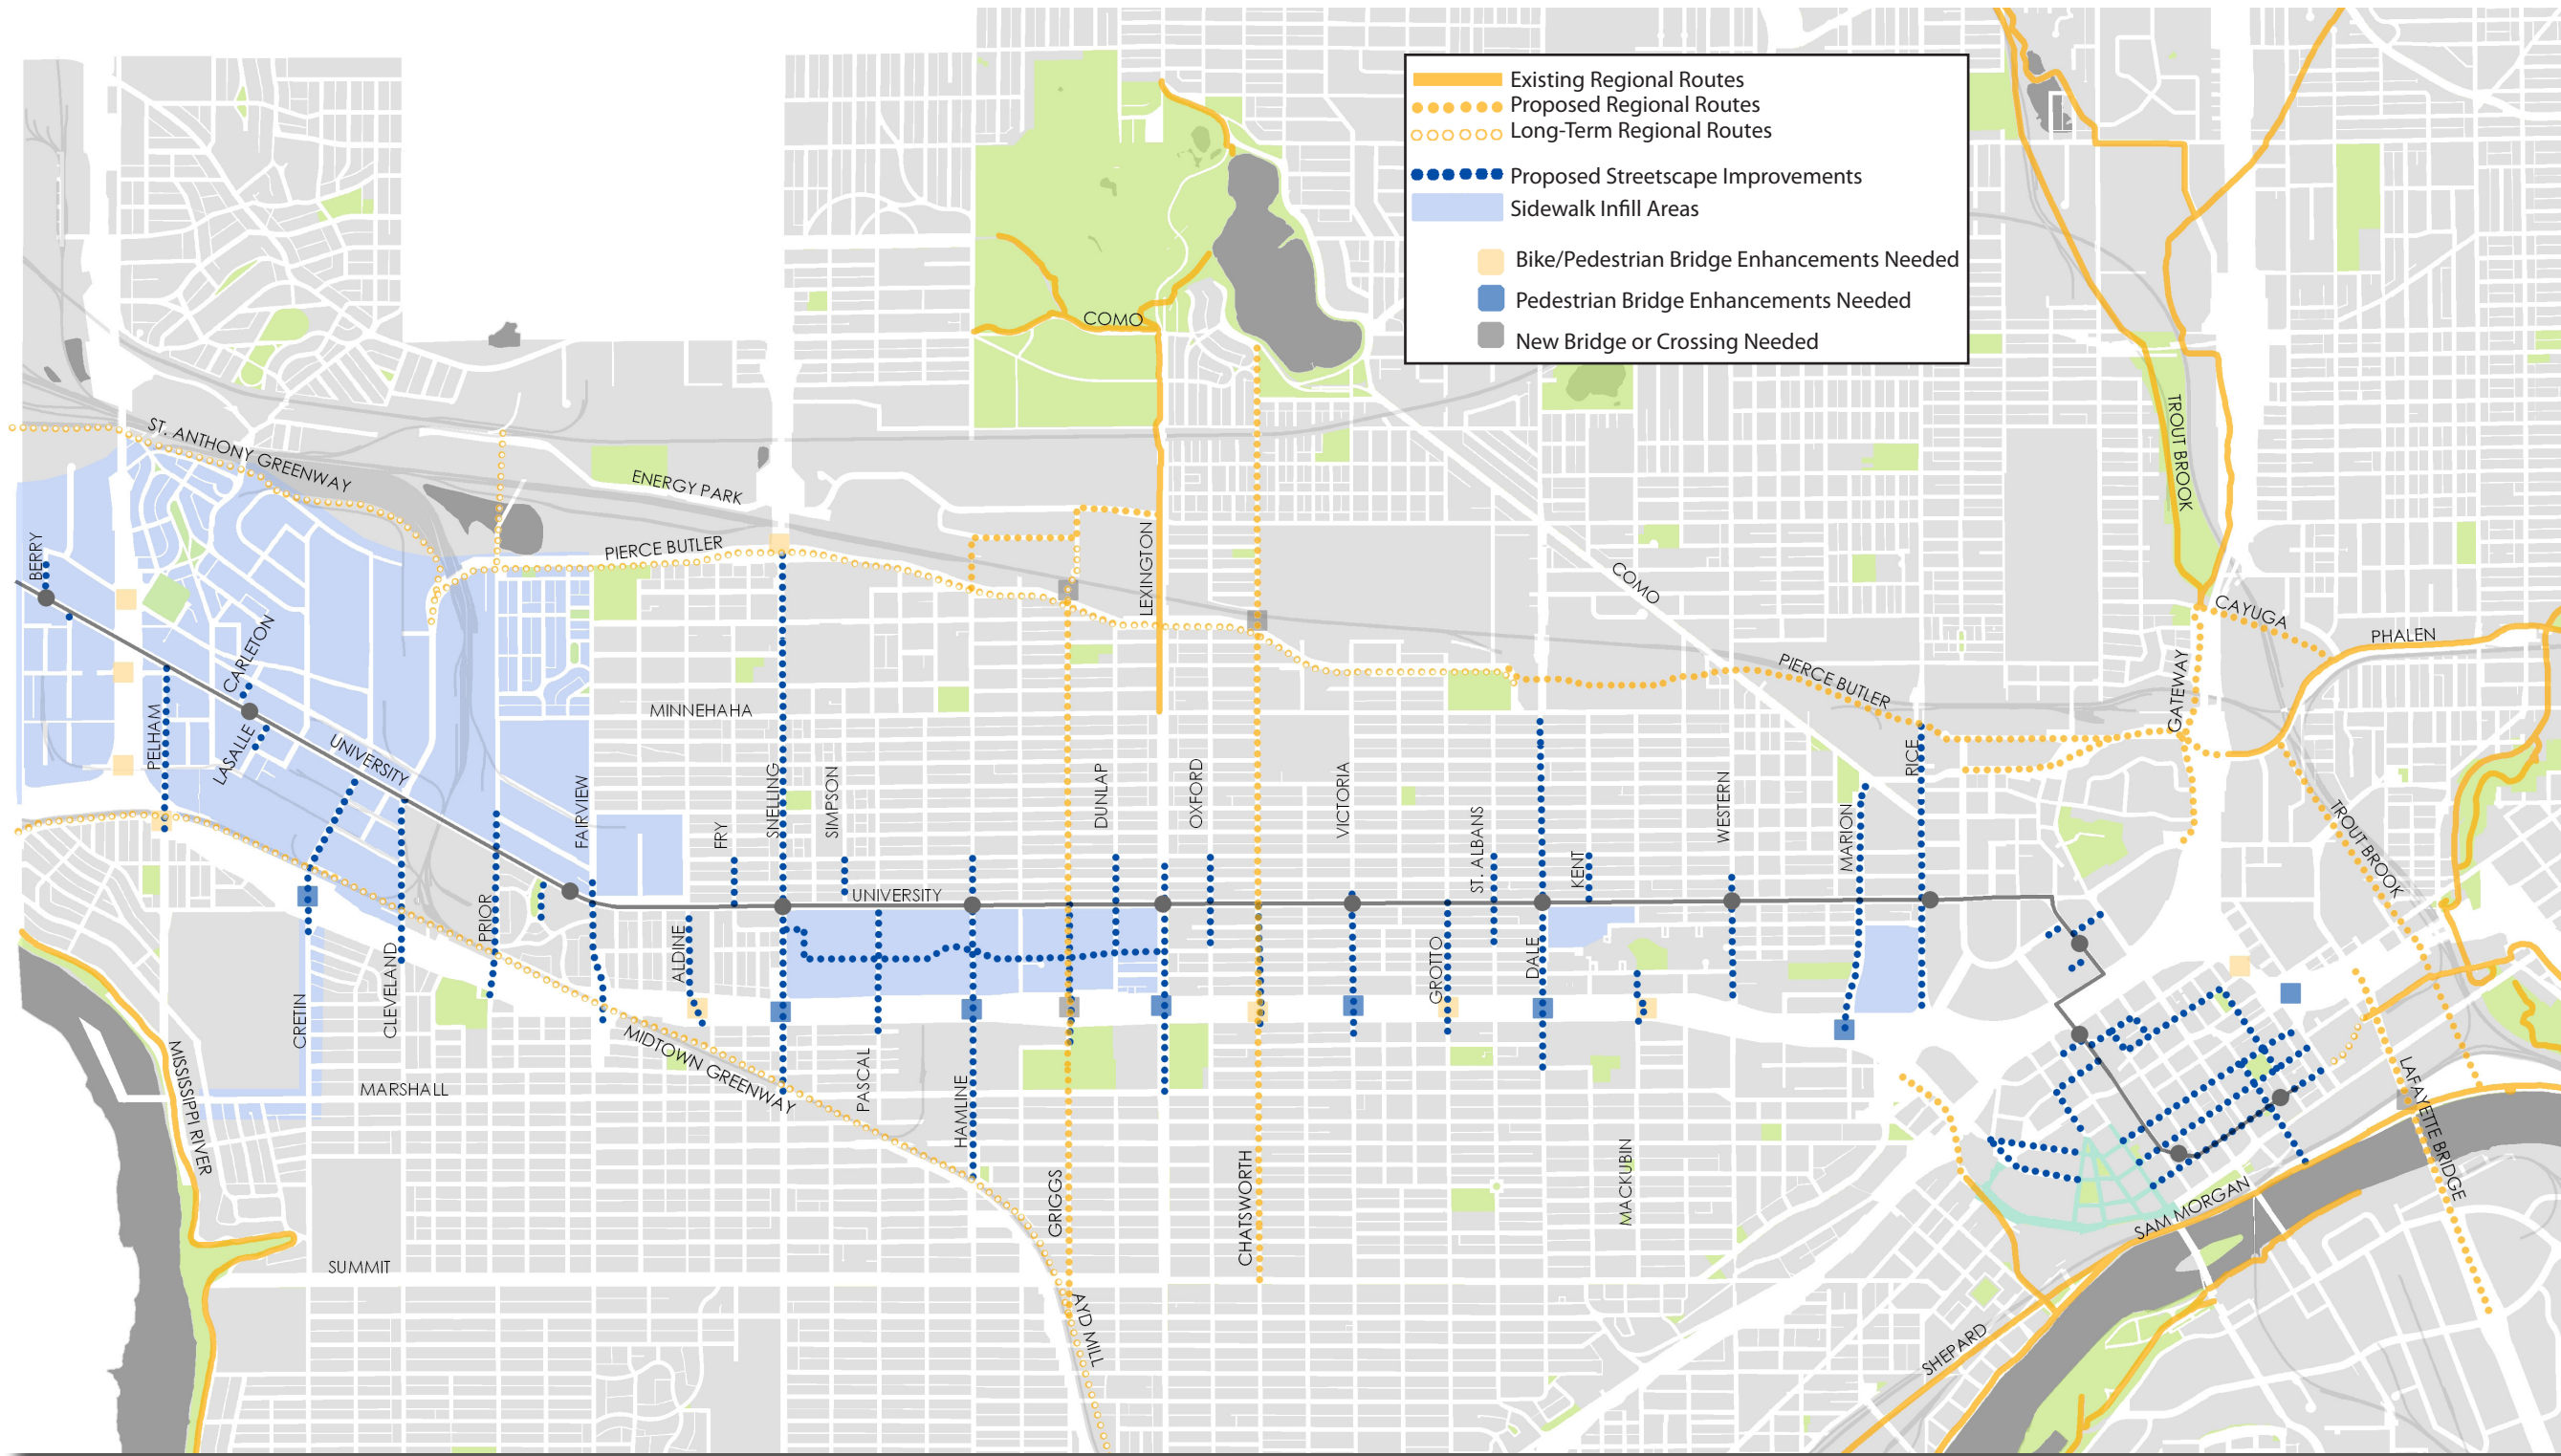 Existing Regional Routes
Proposed Regional Routes
Long-Term Regional Routes
Proposed Streetscape Improvements
Sidewalk Infill Areas
Bike/Pedestrian Bridge Enhancements Needed
Pedestrian Bridge Enhancements Needed
New Bridge or Crossing Needed
COMO
TROUT BROOK
ST. ANTHONY GREENWAY
ENERGY PARK
BERRY
PIERCE BUTLER
LEXINGTON
COMO
CAYUGA
PHALEN
CARLETON
GATEWAY
PIERCE BUTLER
MINNEHAHA
PELHAM
LASALLE
UNIVERSITY
RICE
FAIRVIEW
SNELLING
SIMPSON
DUNLAP
OXFORD
VICTORIA
WESTERN
MARION
TROUT BROOK
FRY
ST. ALBANS
KENT
UNIVERSITY
PRIOR
ALDINE
GROTTO
DALE
CLEVELAND
CRETIN
MIDTOWN GREENWAY
MISSISSIPPI RIVER
MARSHALL
PASCAL
HAMLINE
LAFAYETTE BRIDGE
GRIGGS
CHATSWORTH
MACKUBIN
SAM MORGAN
SUMMIT
AYD MILL
SHEPARD